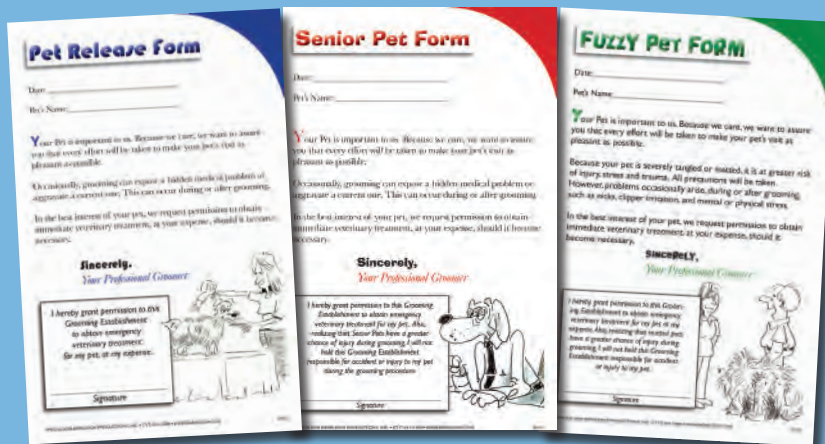 Pet Release Form
Date:
Pet's Name:
Your Pet is important to us. Because we care, we want to assure
you that every effort will be taken to make your pet's visit as
pleasant as possible.
Occasionally, grooming can expose a hidden medical problem or
aggravate a current one. This can occur during or after grooming.
In the best interest of your pet, we request permission to obtain
immediate veterinary treatment, at your expense, should it become
necessary.
Sincerely,
Your Professional Groomer
I hereby grant permission to this
Grooming Establishment
to obtain emergency
veterinary treatment
for my pet, at my expense.
Signature
Senior Pet Form
Date:
Pet's Name:
Your Pet is important to us. Because we care, we want to assure
you that every effort will be taken to make your pet's visit as
pleasant as possible.
Occasionally, grooming can expose a hidden medical problem or
aggravate a current one. This can occur during or after grooming.
In the best interest of your pet, we request permission to obtain
immediate veterinary treatment, at your expense, should it become
necessary.
Sincerely,
Your Professional Groomer
I hereby grant permission to this Grooming
Establishment to obtain emergency
veterinary treatment for my pet. Also,
realizing that Senior Pets have a greater
chance of injury during grooming, I will not
hold this Grooming Establishment
responsible for accident or injury to my pet
during the grooming procedure.
Signature
Fuzzy Pet Form
Date:
Pet's Name:
Your Pet is important to us. Because we care, we want to assure
you that every effort will be taken to make your pet's visit as
pleasant as possible.
Because your pet is severely tangled or matted, it is at greater risk
of injury, stress and trauma. All precautions will be taken.
However, problems occasionally arise, during or after grooming,
such as nicks, clipper irritation, and mental or physical stress.
In the best interest of your pet, we request permission to obtain
immediate veterinary treatment at your expense, should it
become necessary.
Sincerely,
Your Professional Groomer
I hereby grant permission to this Groom-
ing Establishment to obtain emergency
veterinary treatment for my pet at my
expense. Also, realizing that matted pets
have a greater chance of injury during
grooming, I will not hold this Grooming
Establishment responsible for accident
or injury to my pet.
Signature